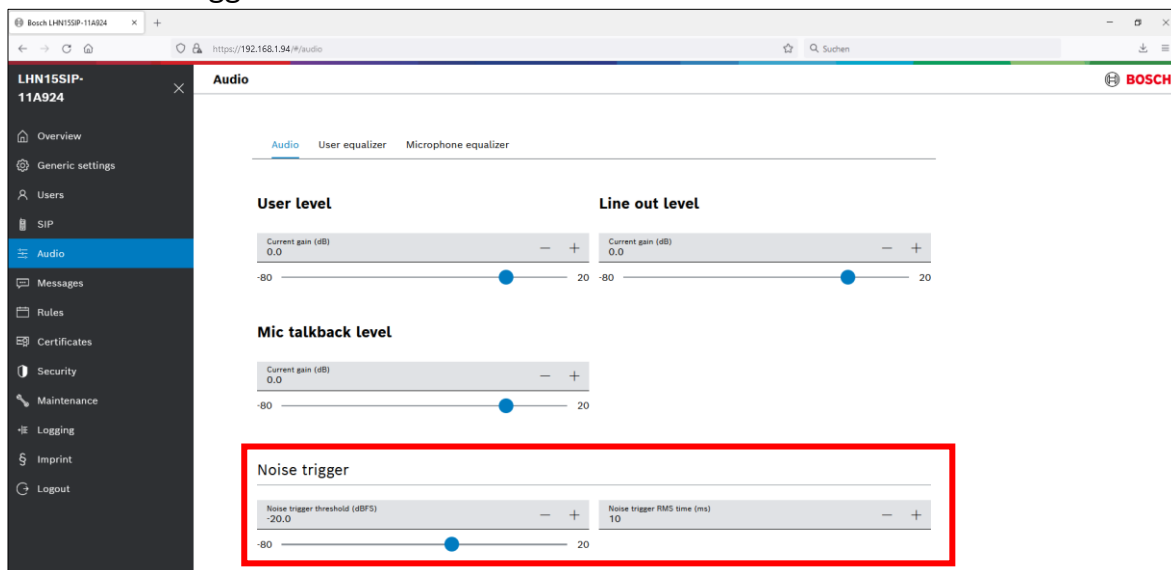 Bosch LHN15SIP-11A924
https://192.168.1.94/#/audio
Suchen
LHN15SIP-
11A924
Audio
BOSCH
Overview
Generic settings
Users
SIP
Audio
Messages
Rules
Certificates
Security
Maintenance
Logging
Imprint
Logout
Audio User equalizer Microphone equalizer
User level
Current gain (dB)
0.0
-80 20
Line out level
Current gain (dB)
0.0
-80 20
Mic talkback level
Current gain (dB)
0.0
-80 20
Noise trigger
Noise trigger threshold (dBFS)
-20.0
-80 20
Noise trigger RMS time (ms)
10